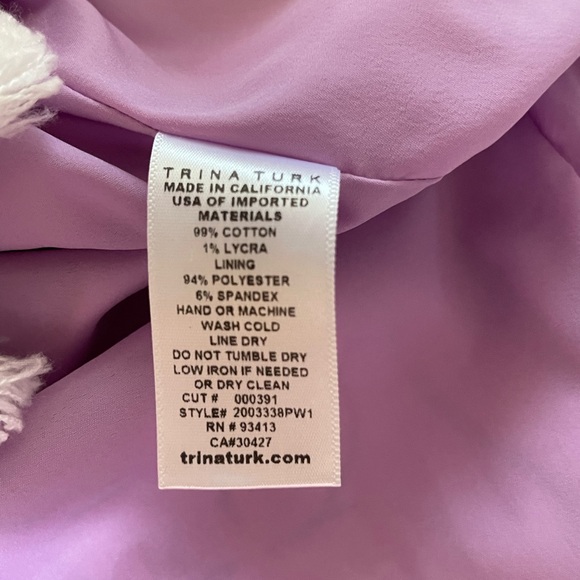 TRINA TURK
MADE IN CALIFORNIA
USA OF IMPORTED
MATERIALS
99% COTTON
1% LYCRA
LINING
94% POLYESTER
6% SPANDEX
HAND OR MACHINE
WASH COLD
LINE DRY
DO NOT TUMBLE DRY
LOW IRON IF NEEDED
OR DRY CLEAN
CUT # 000391
STYLE# 2003338PW1
RN # 93413
CA#30427
trinaturk.com